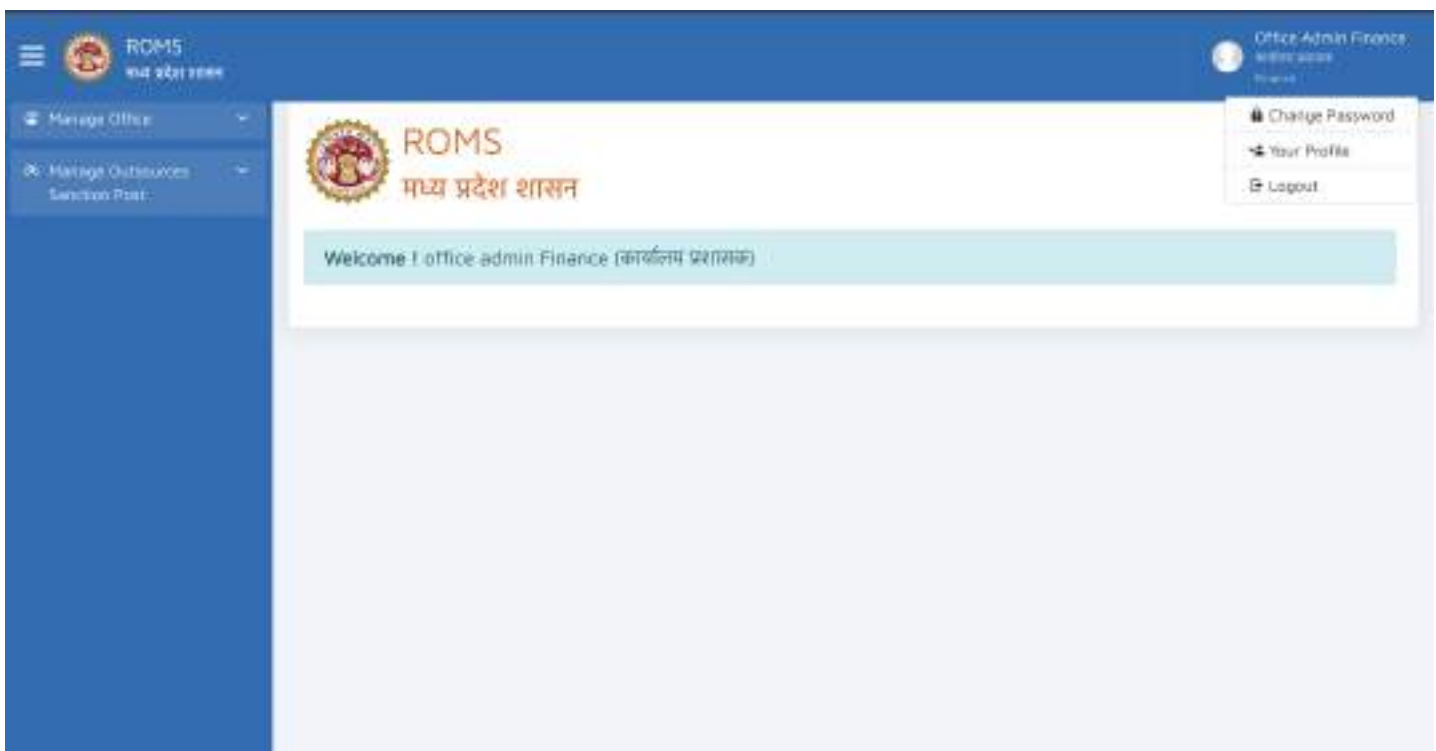 ROMS
मध्य प्रदेश शासन
Office Admin Finance
Finance
Manage Office
Manage Outsources
Sanction Post
Change Password
Your Profile
Logout
ROMS
मध्य प्रदेश शासन
Welcome ! office admin Finance (कार्यालय प्रशासक)